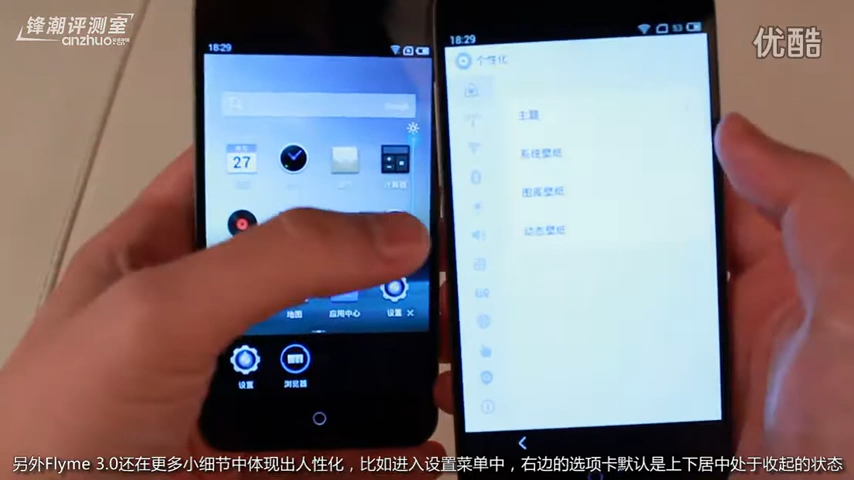 锋潮评测室
anzhuo.cn
优酷
18:29
27
计算器
地图
应用中心
设置
设置
浏览器
18:29
个性化
主题
系统壁纸
图库壁纸
动态壁纸
另外Flyme 3.0还在更多小细节中体现出人性化，比如进入设置菜单中，右边的选项卡默认是上下居中处于收起的状态